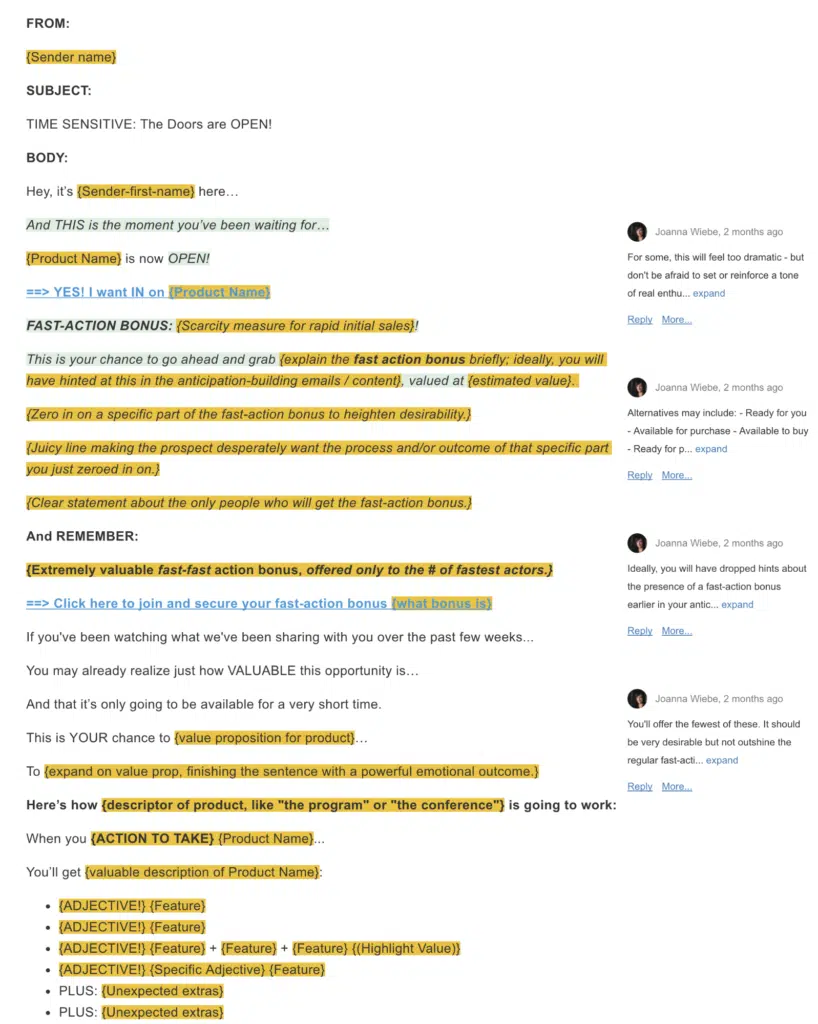 FROM:
{Sender name}
SUBJECT:
TIME SENSITIVE: The Doors are OPEN!
BODY:
Hey, it's {Sender-first-name} here…
And THIS is the moment you've been waiting for…
{Product Name} is now OPEN!
==> YES! I want IN on {Product Name}
FAST-ACTION BONUS: {Scarcity measure for rapid initial sales}!
This is your chance to go ahead and grab {explain the fast action bonus briefly; ideally, you will
have hinted at this in the anticipation-building emails / content}, valued at {estimated value}.
{Zero in on a specific part of the fast-action bonus to heighten desirability.}
{Juicy line making the prospect desperately want the process and/or outcome of that specific part
you just zeroed in on.}
{Clear statement about the only people who will get the fast-action bonus.}
And REMEMBER:
{Extremely valuable fast-fast action bonus, offered only to the # of fastest actors.}
==> Click here to join and secure your fast-action bonus {what bonus is}
If you've been watching what we've been sharing with you over the past few weeks...
You may already realize just how VALUABLE this opportunity is…
And that it's only going to be available for a very short time.
This is YOUR chance to {value proposition for product}…
To {expand on value prop, finishing the sentence with a powerful emotional outcome.}
Here's how {descriptor of product, like "the program" or "the conference"} is going to work:
When you {ACTION TO TAKE} {Product Name}...
You'll get {valuable description of Product Name}:
• {ADJECTIVE!} {Feature}
• {ADJECTIVE!} {Feature}
• {ADJECTIVE!} {Feature} + {Feature} + {Feature} {(Highlight Value)}
• {ADJECTIVE!} {Specific Adjective} {Feature}
• PLUS: {Unexpected extras}
• PLUS: {Unexpected extras}
Joanna Wiebe, 2 months ago
For some, this will feel too dramatic - but
don't be afraid to set or reinforce a tone
of real enthu... expand
Reply More...
Joanna Wiebe, 2 months ago
Alternatives may include: - Ready for you
- Available for purchase - Available to buy
- Ready for p... expand
Reply More...
Joanna Wiebe, 2 months ago
Ideally, you will have dropped hints about
the presence of a fast-action bonus
earlier in your antic... expand
Reply More...
Joanna Wiebe, 2 months ago
You'll offer the fewest of these. It should
be very desirable but not outshine the
regular fast-acti... expand
Reply More...